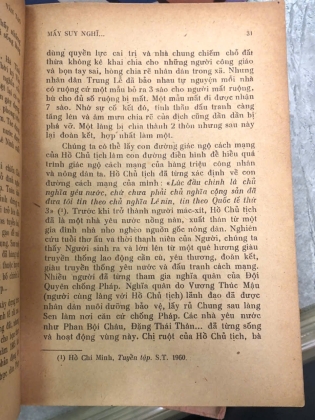 MẤY SUY NGHĨ... 31
dùng quyền lực cai trị và nhà chung chiếm chỗ đất
thừa không kê khai chia cho những người công giáo
và bọn tay sai, hòng chia rẽ nhân dân trong xã. Nhưng
nhân dân Trung Lễ đã bảo nhau tự nguyện mỗi nhà
có ruộng cứ một mẫu bỏ ra 3 sào cho người mất ruộng,
bù cho đủ số ruộng bị mất. Một mẫu mất đi được nhận
7 sào. Nhờ sự cố kết đó, tinh thần đấu tranh càng
tăng lên và âm mưu chia rẽ của địch cũng dần dần bị
phá vỡ. Một làng bị chia thành 2 thôn nhưng sau này
lại đoàn kết, hợp nhất làm một.
Chúng ta có thể lấy con đường giác ngộ cách mạng
của Hồ Chủ tịch làm con đường điển hình để hiểu quá
trình giác ngộ cách mạng của hàng triệu công nhân
và nông dân ta. Hồ Chủ tịch đã từng xác định về con
đường cách mạng của mình: «Lúc đầu chính là chủ
nghĩa yêu nước, chứ chưa phải chủ nghĩa cộng sản đã
đưa tôi tin theo chủ nghĩa Lênin, tin theo Quốc tế thứ
3» (¹). Trước khi trở thành người mác-xít, Hồ Chủ tịch
đã là một nhà yêu nước nồng nàn, xuất thân từ một
gia đình nhà nho nghèo nguồn gốc nông dân. Nghiên
cứu tuổi thơ ấu và thời thanh niên của Người, chúng ta
thấy Người sinh ra và lớn lên từ một quê hương giàu
truyền thống lao động cần cù, yêu thương, đoàn kết,
giàu truyền thống yêu nước và đấu tranh cách mạng.
Nhiều người đã từng tham gia nghĩa quân của Đội
Quyên chống Pháp. Nghĩa quân do Vương Thúc Mậu
(người cùng làng với Hồ Chủ tịch) lãnh đạo đã được
nhân dân nuôi dưỡng bảo vệ, lấy rú Chung sau làng
Sen làm nơi căn cứ chống Pháp. Các nhà yêu nước
như Phan Bội Châu, Đặng Thái Thân... đã từng sống
và hoạt động vùng này. Chị ruột của Hồ Chủ tịch, bà
(¹) Hồ Chí Minh, Tuyển tập. S.T. 1960.